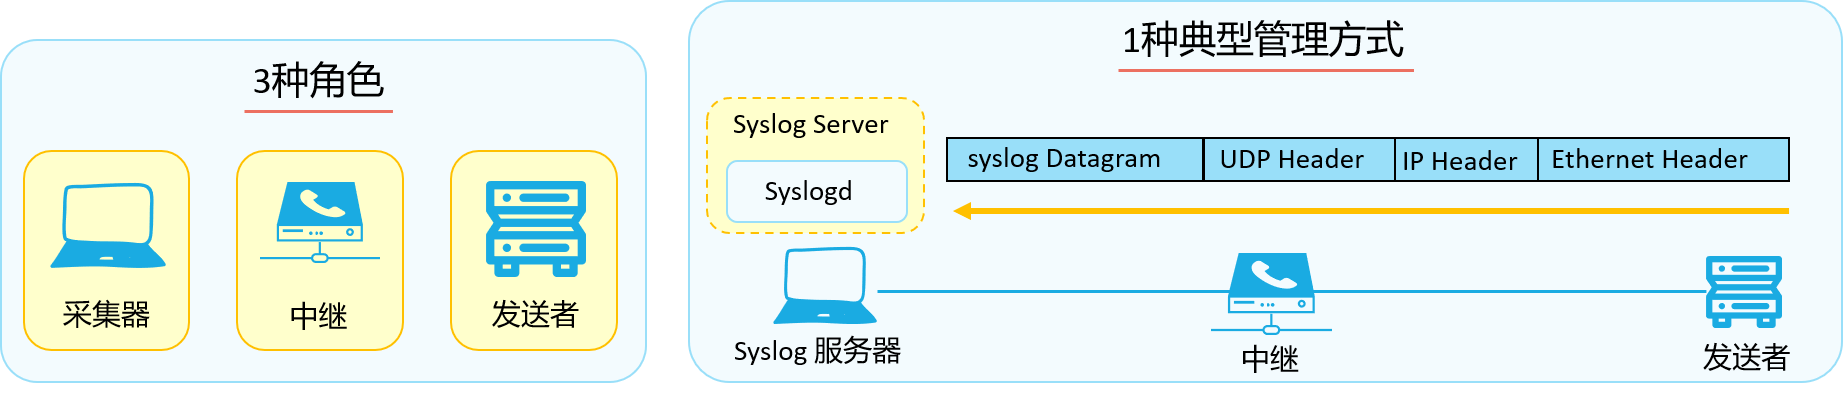 3种角色
采集器
中继
发送者
1种典型管理方式
Syslog Server
Syslogd
syslog Datagram
UDP Header
IP Header
Ethernet Header
Syslog 服务器
中继
发送者